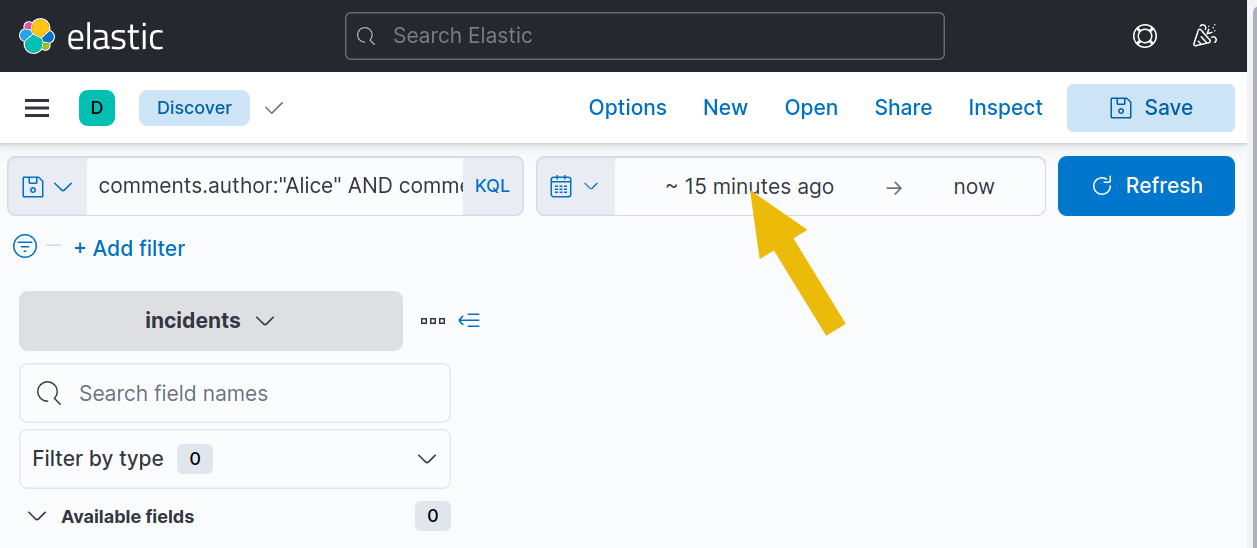 elastic
Search Elastic
D
Discover
Options
New
Open
Share
Inspect
Save
comments.author:"Alice" AND comme
KQL
~ 15 minutes ago
→
now
Refresh
+ Add filter
incidents
Search field names
Filter by type 0
Available fields 0